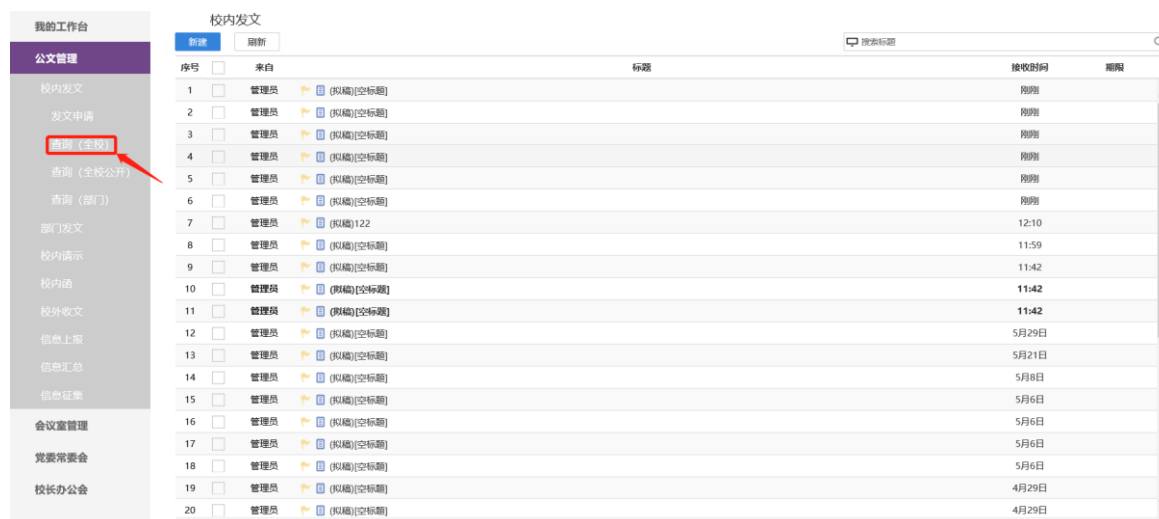 我的工作台
公文管理
校内发文
发文申请
查询（全校）
查询（全校公开）
查询（部门）
部门发文
校内请示
校内函
校外收文
信息上报
信息汇总
信息征集
会议室管理
党委常委会
校长办公会
校内发文
新建 刷新 搜索标题
序号 来自 标题 接收时间 期限
1 管理员 (拟稿)[空标题] 刚刚
2 管理员 (拟稿)[空标题] 刚刚
3 管理员 (拟稿)[空标题] 刚刚
4 管理员 (拟稿)[空标题] 刚刚
5 管理员 (拟稿)[空标题] 刚刚
6 管理员 (拟稿)[空标题] 刚刚
7 管理员 (拟稿)122 12:10
8 管理员 (拟稿)[空标题] 11:59
9 管理员 (拟稿)[空标题] 11:42
10 管理员 (拟稿)[空标题] 11:42
11 管理员 (拟稿)[空标题] 11:42
12 管理员 (拟稿)[空标题] 5月29日
13 管理员 (拟稿)[空标题] 5月21日
14 管理员 (拟稿)[空标题] 5月8日
15 管理员 (拟稿)[空标题] 5月6日
16 管理员 (拟稿)[空标题] 5月6日
17 管理员 (拟稿)[空标题] 5月6日
18 管理员 (拟稿)[空标题] 5月6日
19 管理员 (拟稿)[空标题] 4月29日
20 管理员 (拟稿)[空标题] 4月29日